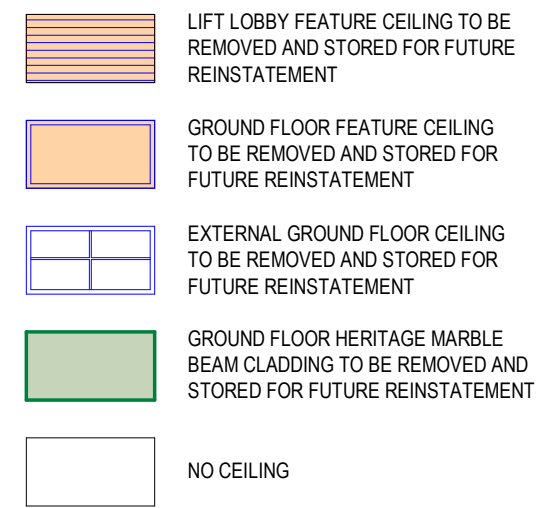 LIFT LOBBY FEATURE CEILING TO BE
REMOVED AND STORED FOR FUTURE
REINSTATEMENT
GROUND FLOOR FEATURE CEILING
TO BE REMOVED AND STORED FOR
FUTURE REINSTATEMENT
EXTERNAL GROUND FLOOR CEILING
TO BE REMOVED AND STORED FOR
FUTURE REINSTATEMENT
GROUND FLOOR HERITAGE MARBLE
BEAM CLADDING TO BE REMOVED AND
STORED FOR FUTURE REINSTATEMENT
NO CEILING